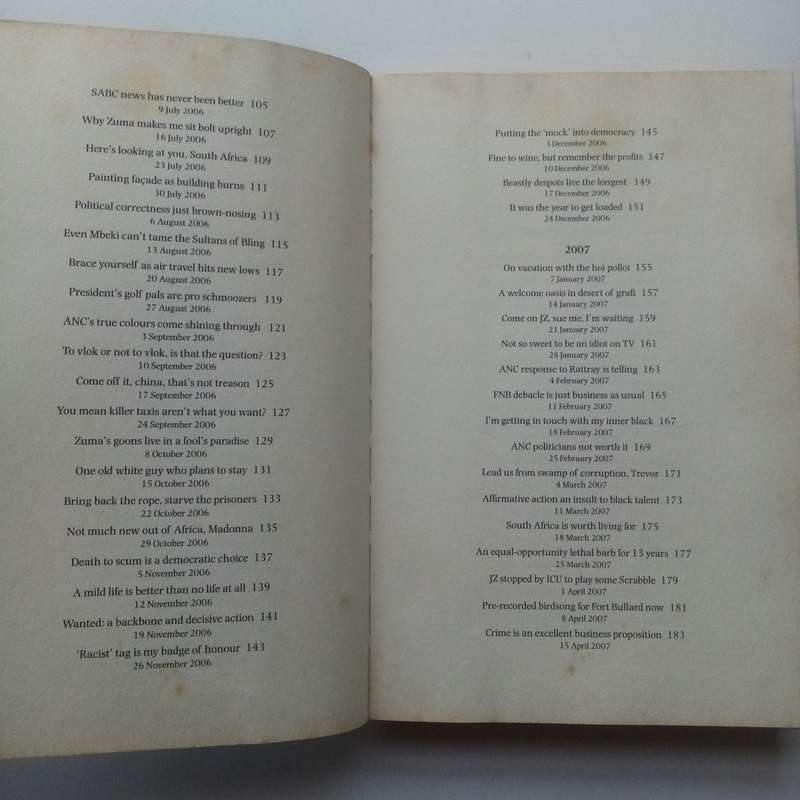 SABC news has never been better 105
9 July 2006
Why Zuma makes me sit bolt upright 107
16 July 2006
Here's looking at you, South Africa 109
23 July 2006
Painting façade as building burns 111
30 July 2006
Political correctness just brown-nosing 113
6 August 2006
Even Mbeki can't tame the Sultans of Bling 115
13 August 2006
Brace yourself as air travel hits new lows 117
20 August 2006
President's golf pals are pro schmoozers 119
27 August 2006
ANC's true colours come shining through 121
3 September 2006
To vlok or not to vlok, is that the question? 123
10 September 2006
Come off it, china, that's not treason 125
17 September 2006
You mean killer taxis aren't what you want? 127
24 September 2006
Zuma's goons live in a fool's paradise 129
8 October 2006
One old white guy who plans to stay 131
15 October 2006
Bring back the rope, starve the prisoners 133
22 October 2006
Not much new out of Africa, Madonna 135
29 October 2006
Death to scum is a democratic choice 137
5 November 2006
A mild life is better than no life at all 139
12 November 2006
Wanted: a backbone and decisive action 141
19 November 2006
'Racist' tag is my badge of honour 143
26 November 2006
Putting the 'mock' into democracy 145
3 December 2006
Fine to wine, but remember the profits 147
10 December 2006
Beastly despots live the longest 149
17 December 2006
It was the year to get loaded 151
24 December 2006
2007
On vacation with the hoi polloi 155
7 January 2007
A welcome oasis in desert of graft 157
14 January 2007
Come on JZ, sue me, I'm waiting 159
21 January 2007
Not so sweet to be an idiot on TV 161
28 January 2007
ANC response to Rattray is telling 163
4 February 2007
FNB debacle is just business as usual 165
11 February 2007
I'm getting in touch with my inner black 167
18 February 2007
ANC politicians not worth it 169
25 February 2007
Lead us from swamp of corruption, Trevor 171
4 March 2007
Affirmative action an insult to black talent 173
11 March 2007
South Africa is worth living for 175
18 March 2007
An equal-opportunity lethal barb for 13 years 177
25 March 2007
JZ stopped by ICU to play some Scrabble 179
1 April 2007
Pre-recorded birdsong for Fort Bullard now 181
8 April 2007
Crime is an excellent business proposition 183
15 April 2007